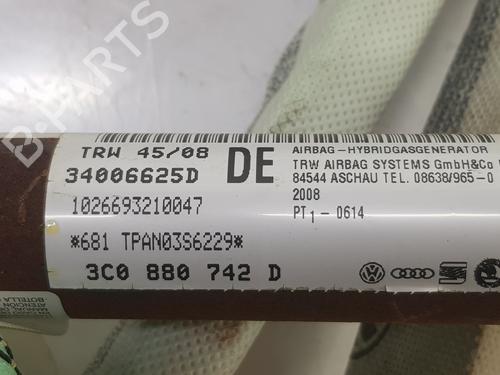 B-PARTS
TRW 45/08
34006625D
1026693210047
*681 TPAN03S6229*
3C0 880 742 D
DE
AIRBAG-HYBRIDGASGENERATOR
TRW AIRBAG SYSTEMS GmbH&Co
84544 ASCHAU TEL. 08638/965-0
2008
PT1- 0614